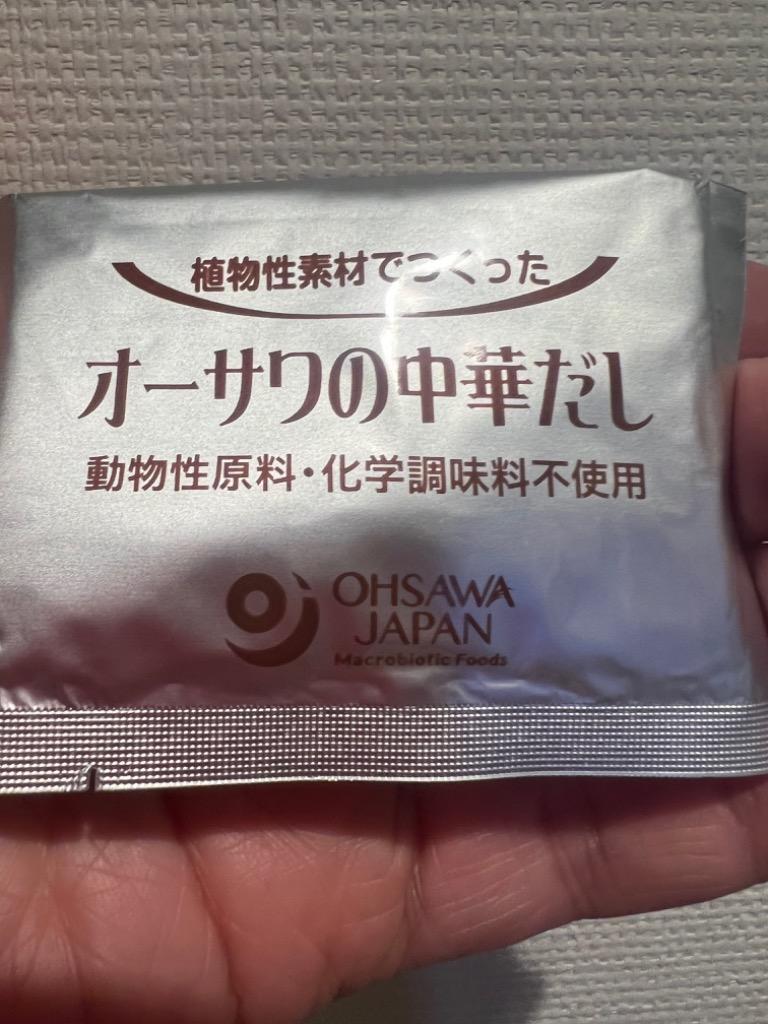 植物性素材でつくった
オーサワの中華だし
動物性原料・化学調味料不使用
OHSAWA
JAPAN
Macrobiotic Foods